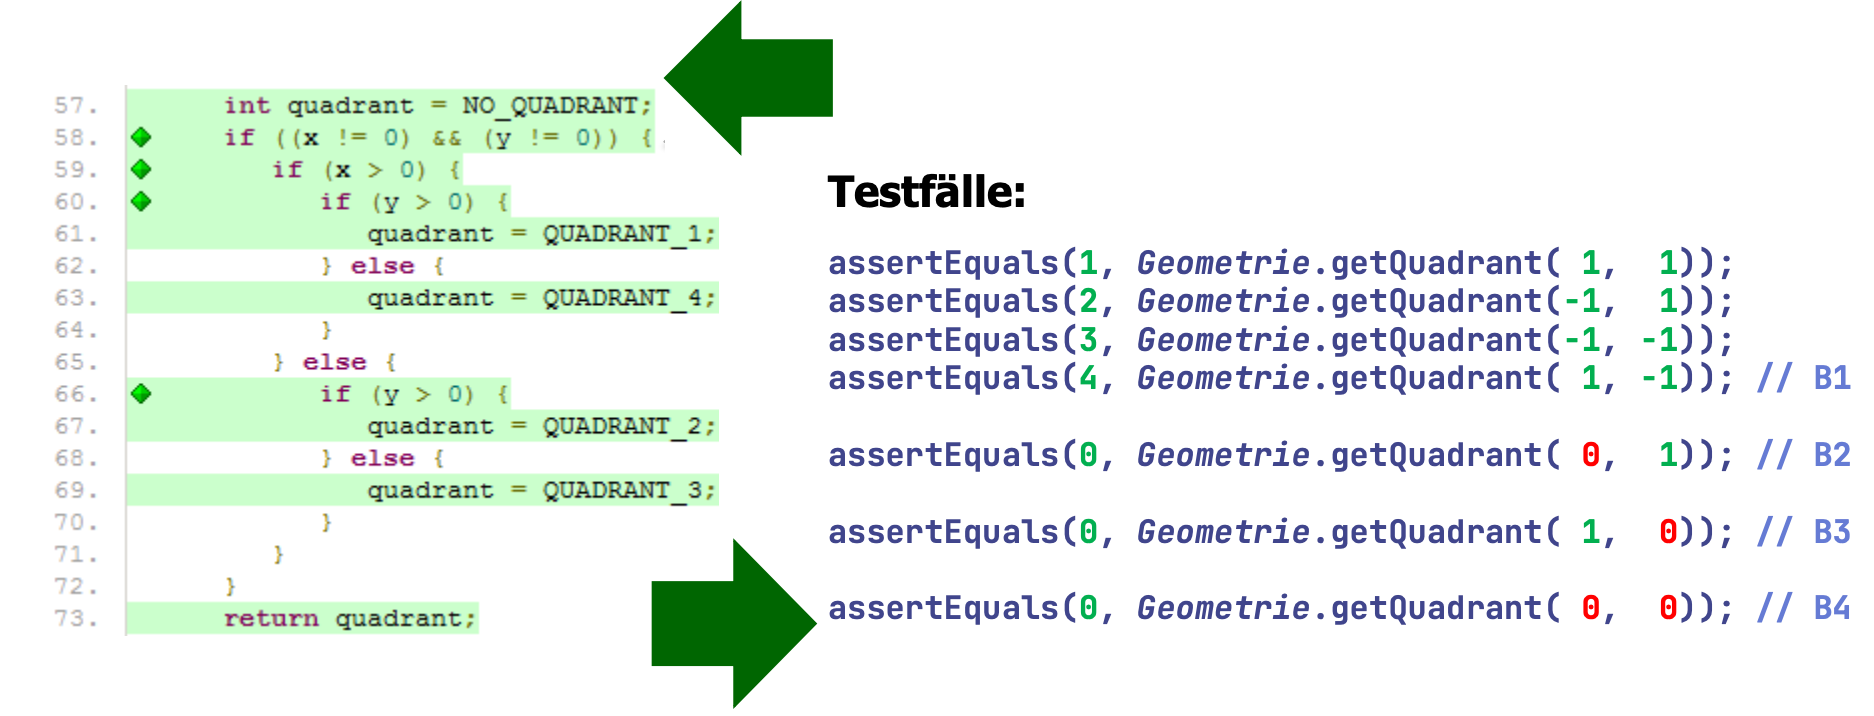 57. int quadrant = NO_QUADRANT;
58. if ((x != 0) && (y != 0)) {
59. if (x > 0) {
60. if (y > 0) {
61. quadrant = QUADRANT_1;
62. } else {
63. quadrant = QUADRANT_4;
64. }
65. } else {
66. if (y > 0) {
67. quadrant = QUADRANT_2;
68. } else {
69. quadrant = QUADRANT_3;
70. }
71. }
72. }
73. return quadrant;
Testfälle:
assertEquals(1, Geometrie.getQuadrant( 1, 1));
assertEquals(2, Geometrie.getQuadrant(-1, 1));
assertEquals(3, Geometrie.getQuadrant(-1, -1));
assertEquals(4, Geometrie.getQuadrant( 1, -1)); // B1
assertEquals(0, Geometrie.getQuadrant( 0, 1)); // B2
assertEquals(0, Geometrie.getQuadrant( 1, 0)); // B3
assertEquals(0, Geometrie.getQuadrant( 0, 0)); // B4